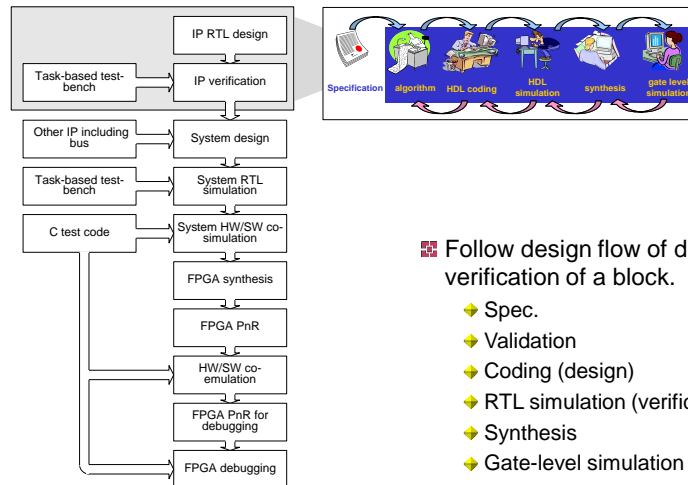 IP RTL design
Task-based test-
bench
IP verification
Other IP including
bus
System design
Task-based test-
bench
System RTL
simulation
C test code
System HW/SW co-
simulation
FPGA synthesis
FPGA PnR
HW/SW co-
emulation
FPGA PnR for
debugging
FPGA debugging
Specification
algorithm
HDL coding
HDL
simulation
synthesis
gate level
simulation
Follow design flow of d
verification of a block.
Spec.
Validation
Coding (design)
RTL simulation (verific
Synthesis
Gate-level simulation